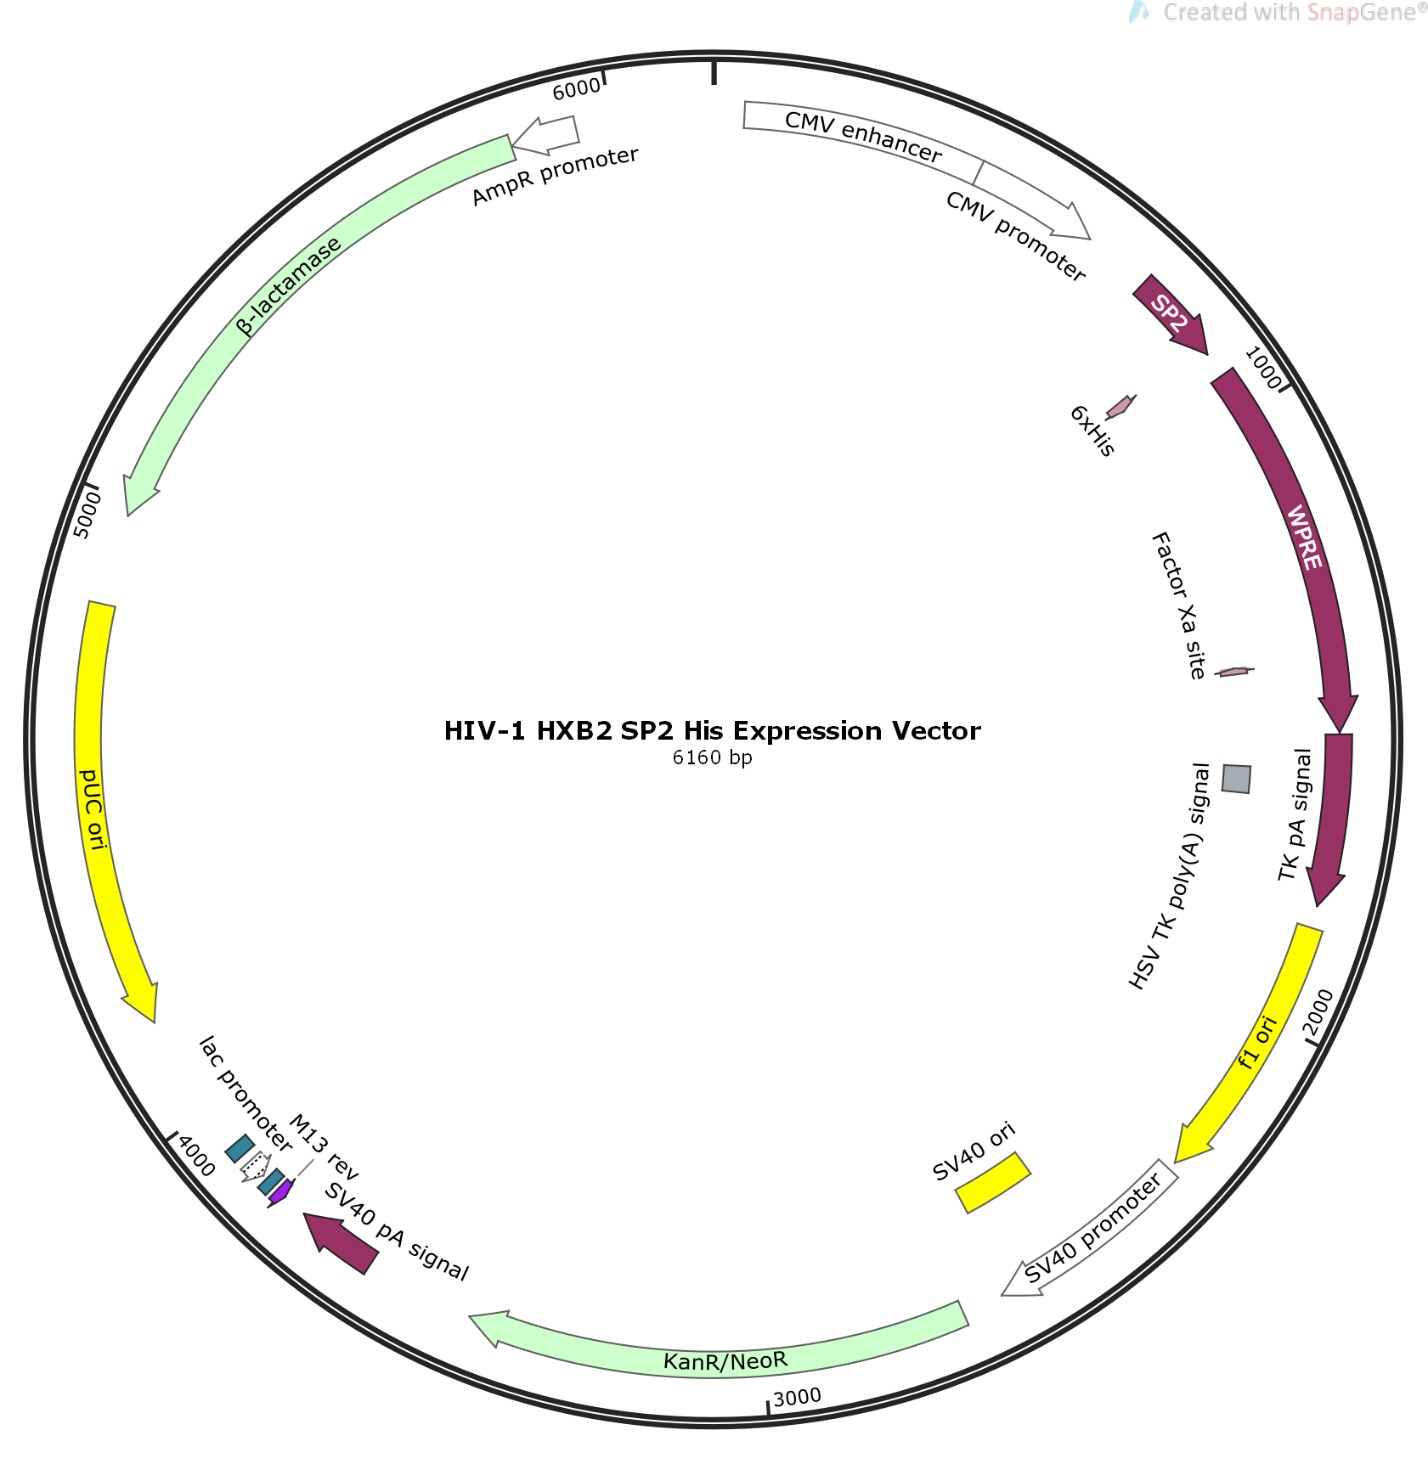 Created with SnapGene®
6000
CMV enhancer
CMV promoter
AmpR promoter
β-lactamase
SP2
1000
6xHis
WPRE
Factor Xa site
5000
HIV-1 HXB2 SP2 His Expression Vector
6160 bp
TK pA signal
HSV TK poly(A) signal
pUC ori
2000
f1 ori
lac promoter
M13 rev
4000
SV40 pA signal
SV40 ori
SV40 promoter
KanR/NeoR
3000